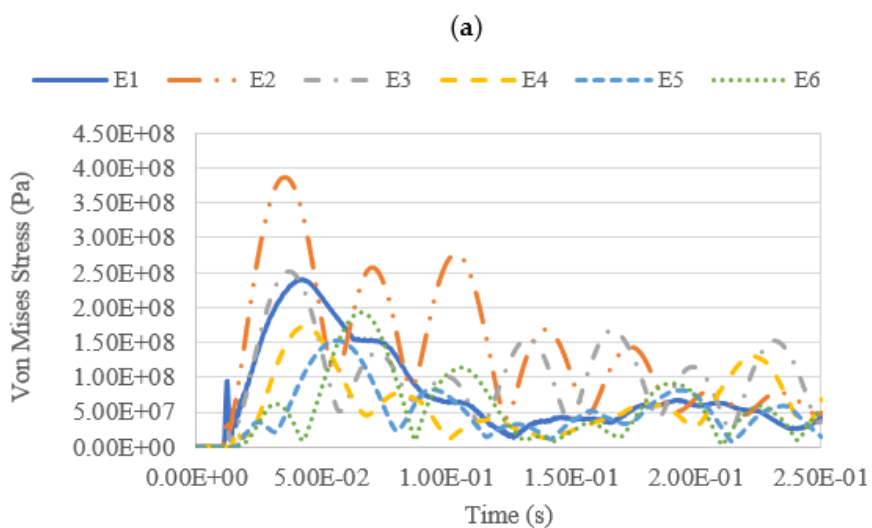 (a)
E1 E2 E3 E4 E5 E6
4.50E+08
4.00E+08
3.50E+08
3.00E+08
2.50E+08
2.00E+08
1.50E+08
1.00E+08
5.00E+07
0.00E+00
Von Mises Stress (Pa)
0.00E+00 5.00E-02 1.00E-01 1.50E-01 2.00E-01 2.50E-01
Time (s)